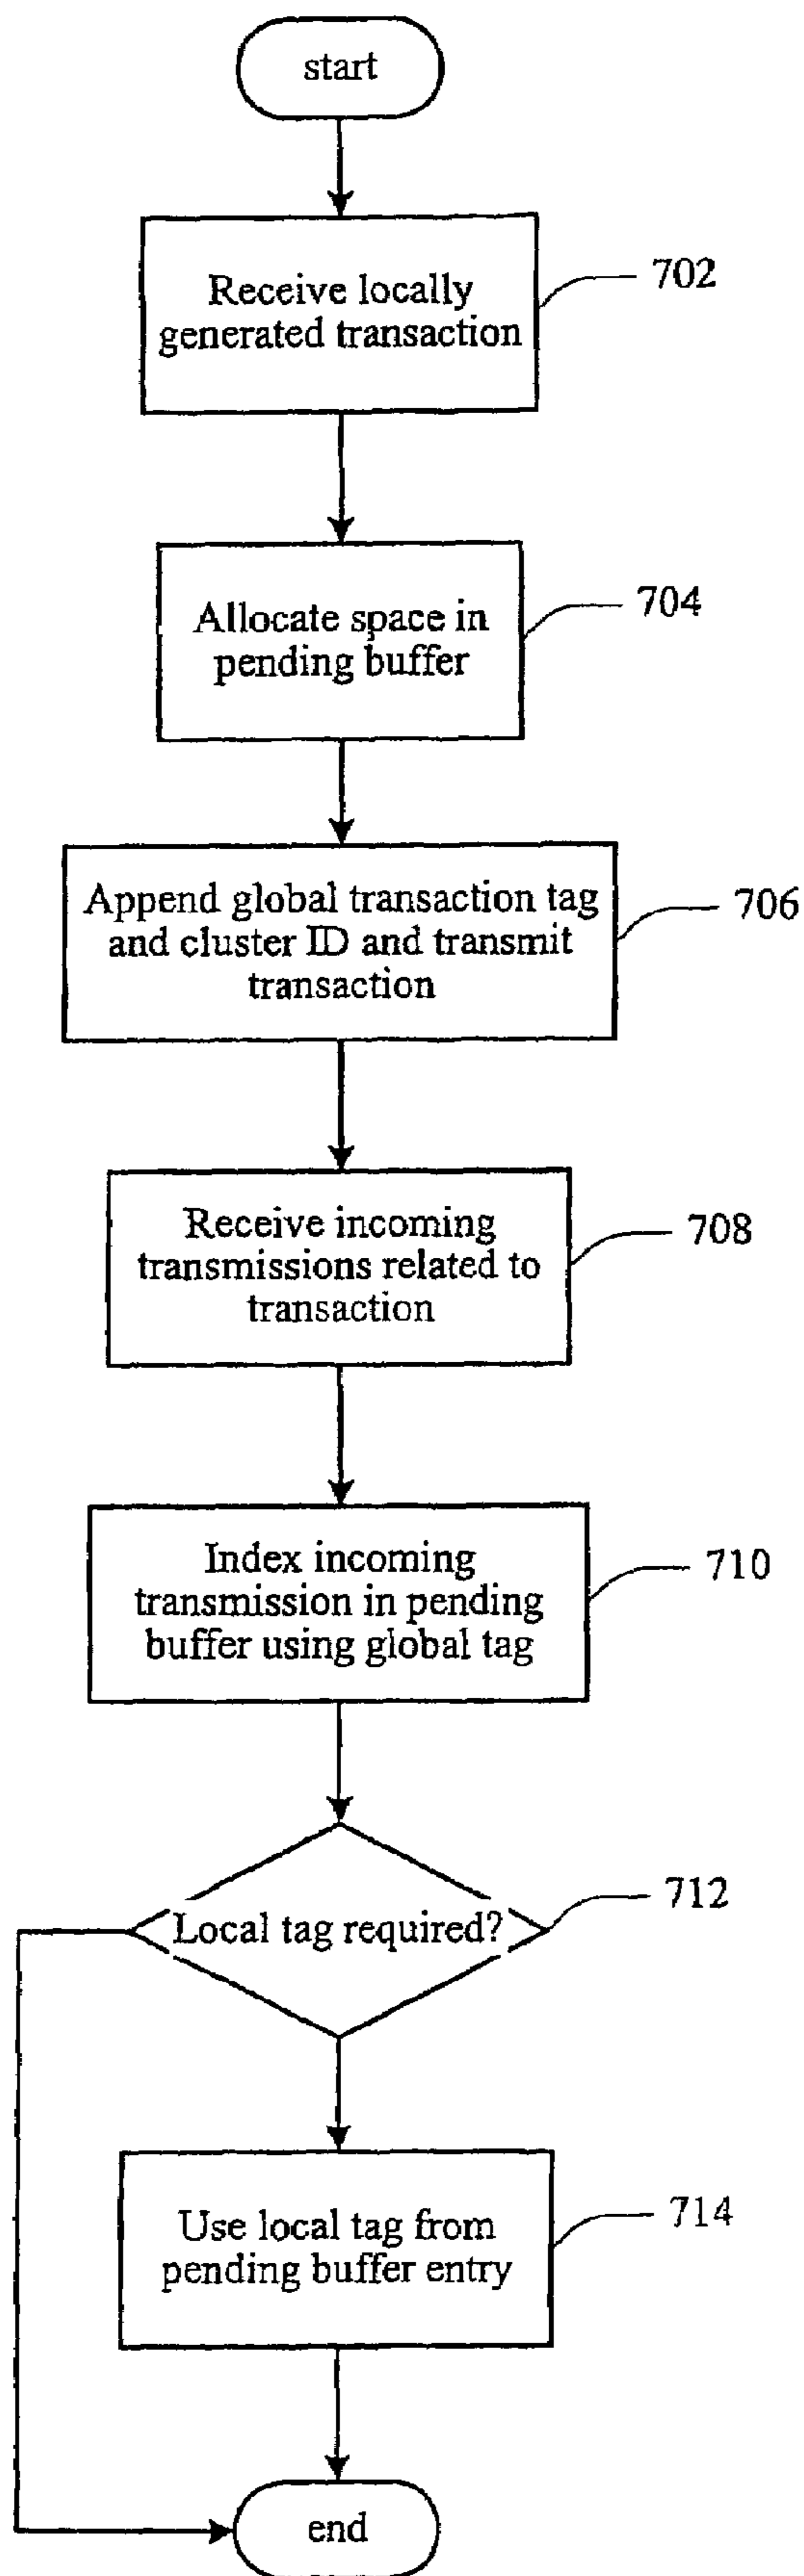 start
Receive locally
generated transaction
702
Allocate space in
pending buffer
704
Append global transaction tag
and cluster ID and transmit
transaction
706
Receive incoming
transmissions related to
transaction
708
Index incoming
transmission in pending
buffer using global tag
710
Local tag required?
712
Use local tag from
pending buffer entry
714
end